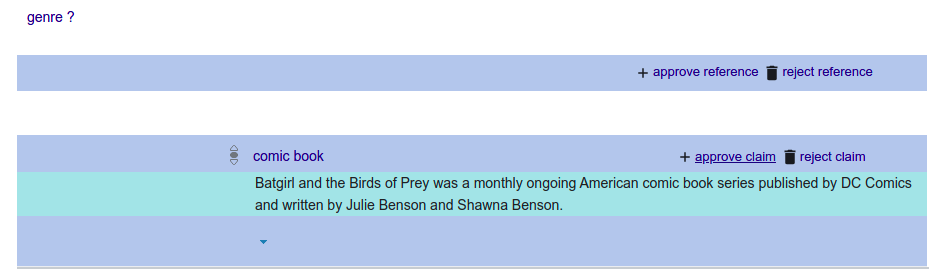 genre ?
+ approve reference reject reference
comic book + approve claim reject claim
Batgirl and the Birds of Prey was a monthly ongoing American comic book series published by DC Comics
and written by Julie Benson and Shawna Benson.